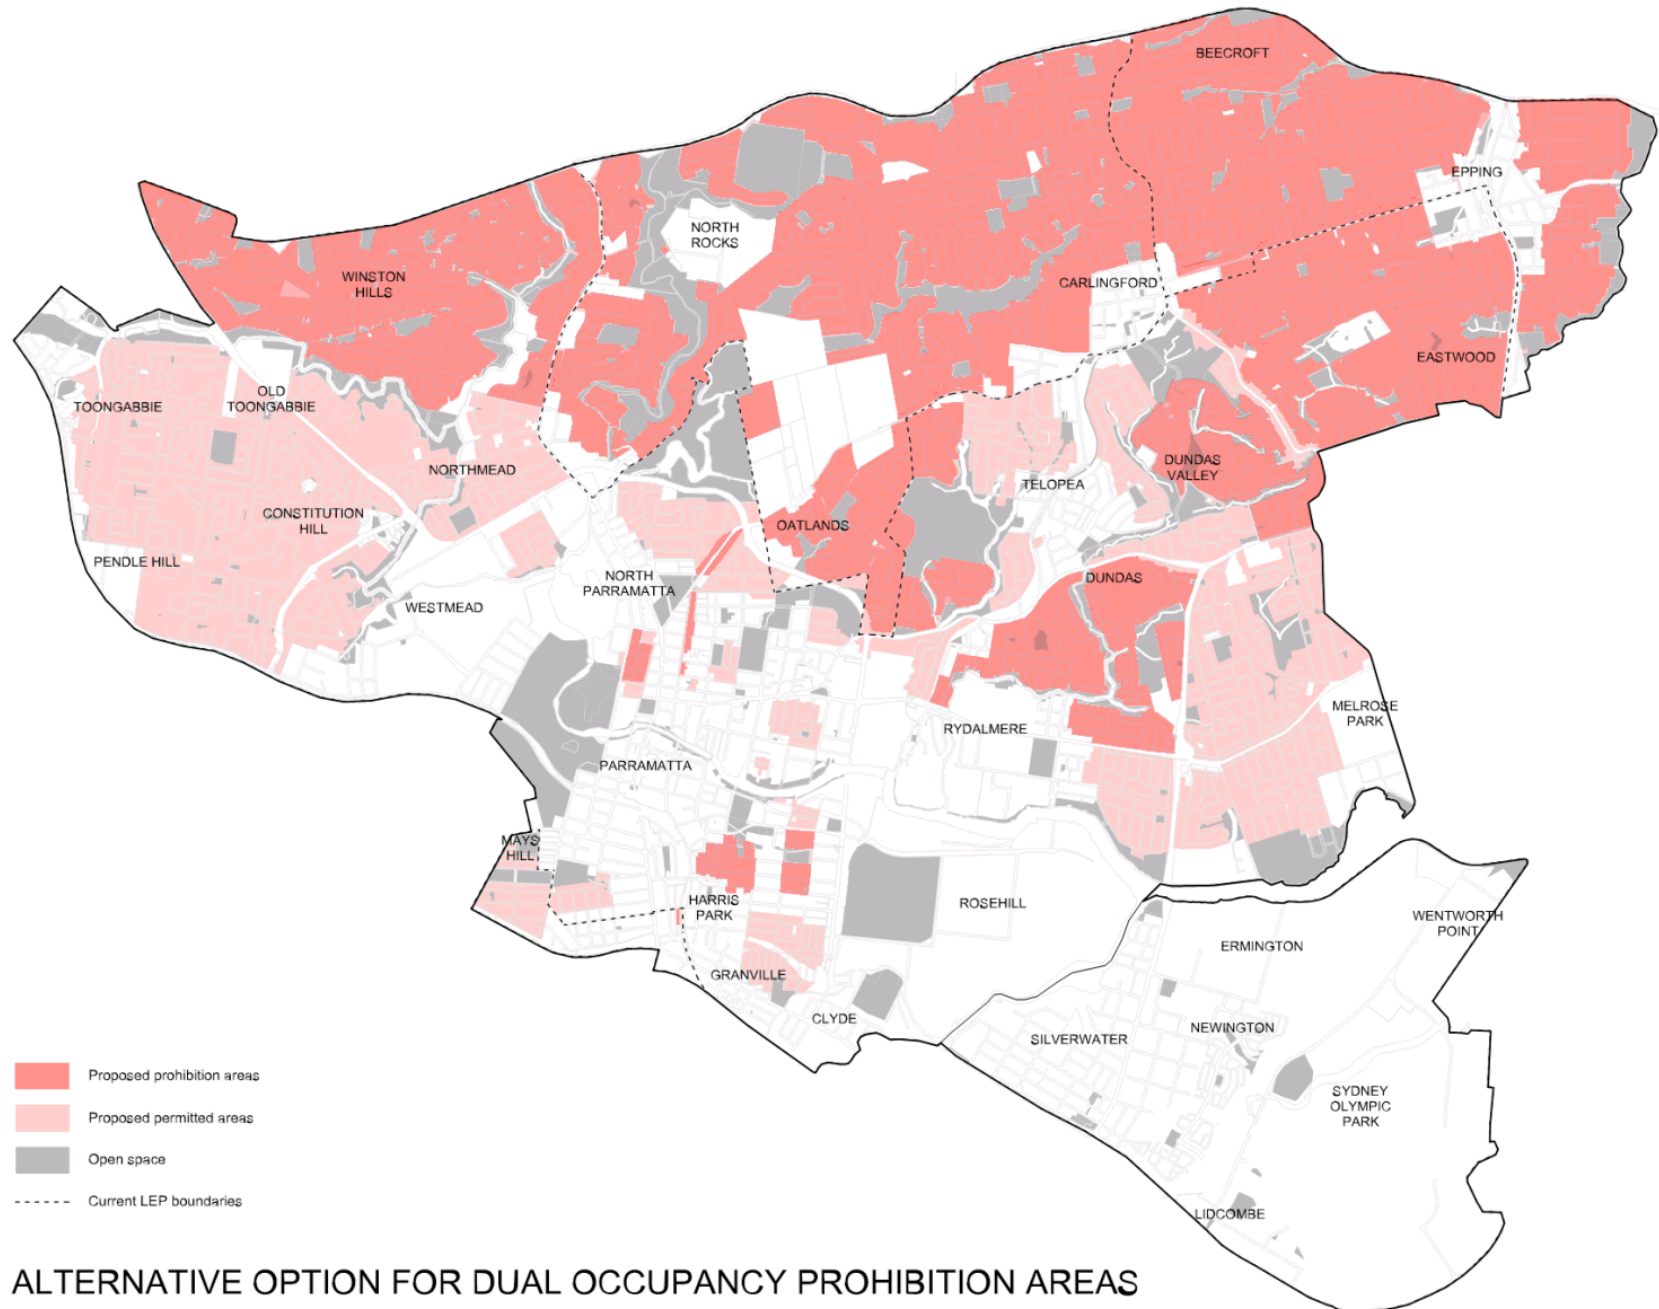 BEECROFT
EPPING
NORTH
ROCKS
WINSTON
HILLS
CARLINGFORD
EASTWOOD
TOONGABBIE
OLD
TOONGABBIE
NORTHMEAD
DUNDAS
VALLEY
TELOPEA
CONSTITUTION
HILL
OATLANDS
PENDLE HILL
NORTH
PARRAMATTA
DUNDAS
WESTMEAD
MELROSE
PARK
RYDALMERE
PARRAMATTA
MAYS
HILL
HARRIS
PARK
ROSEHILL
WENTWORTH
POINT
ERMINGTON
GRANVILLE
CLYDE
NEWINGTON
SILVERWATER
SYDNEY
OLYMPIC
PARK
LIDCOMBE
Proposed prohibition areas
Proposed permitted areas
Open space
Current LEP boundaries
ALTERNATIVE OPTION FOR DUAL OCCUPANCY PROHIBITION AREAS